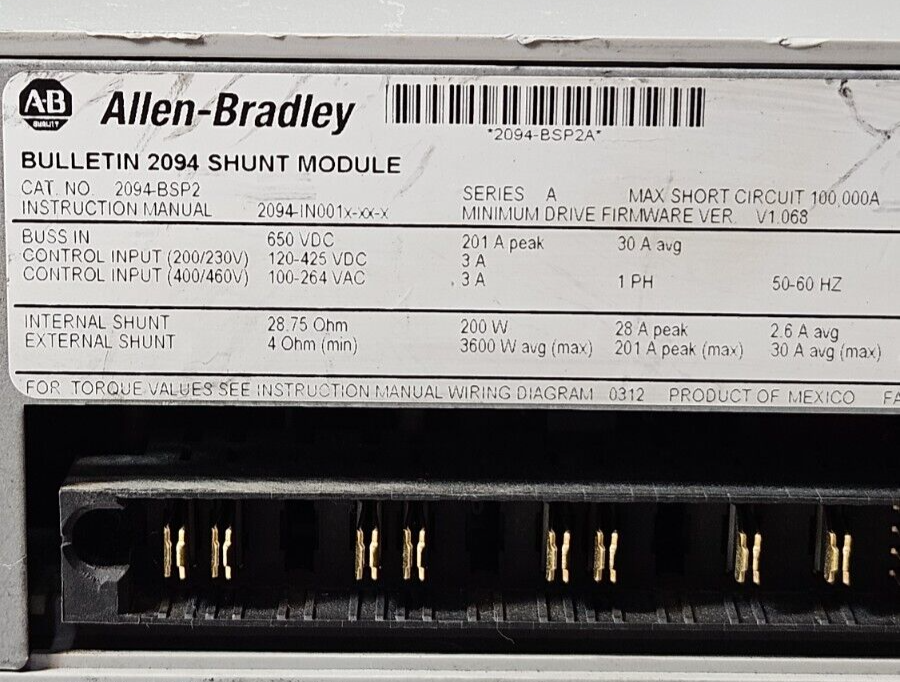 A-B
QUALITY
Allen-Bradley
*2094-BSP2A*
BULLETIN 2094 SHUNT MODULE
CAT. NO. 2094-BSP2 SERIES A MAX SHORT CIRCUIT 100,000A
INSTRUCTION MANUAL 2094-IN001x-xx-x MINIMUM DRIVE FIRMWARE VER. V1.068
BUSS IN 650 VDC 201 A peak 30 A avg
CONTROL INPUT (200/230V) 120-425 VDC 3 A
CONTROL INPUT (400/460V) 100-264 VAC .3 A 1 PH 50-60 HZ
INTERNAL SHUNT 28.75 Ohm 200 W 28 A peak 2.6 A avg
EXTERNAL SHUNT 4 Ohm (min) 3600 W avg (max) 201 A peak (max) 30 A avg (max)
FOR TORQUE VALUES SEE INSTRUCTION MANUAL WIRING DIAGRAM 0312 PRODUCT OF MEXICO FA